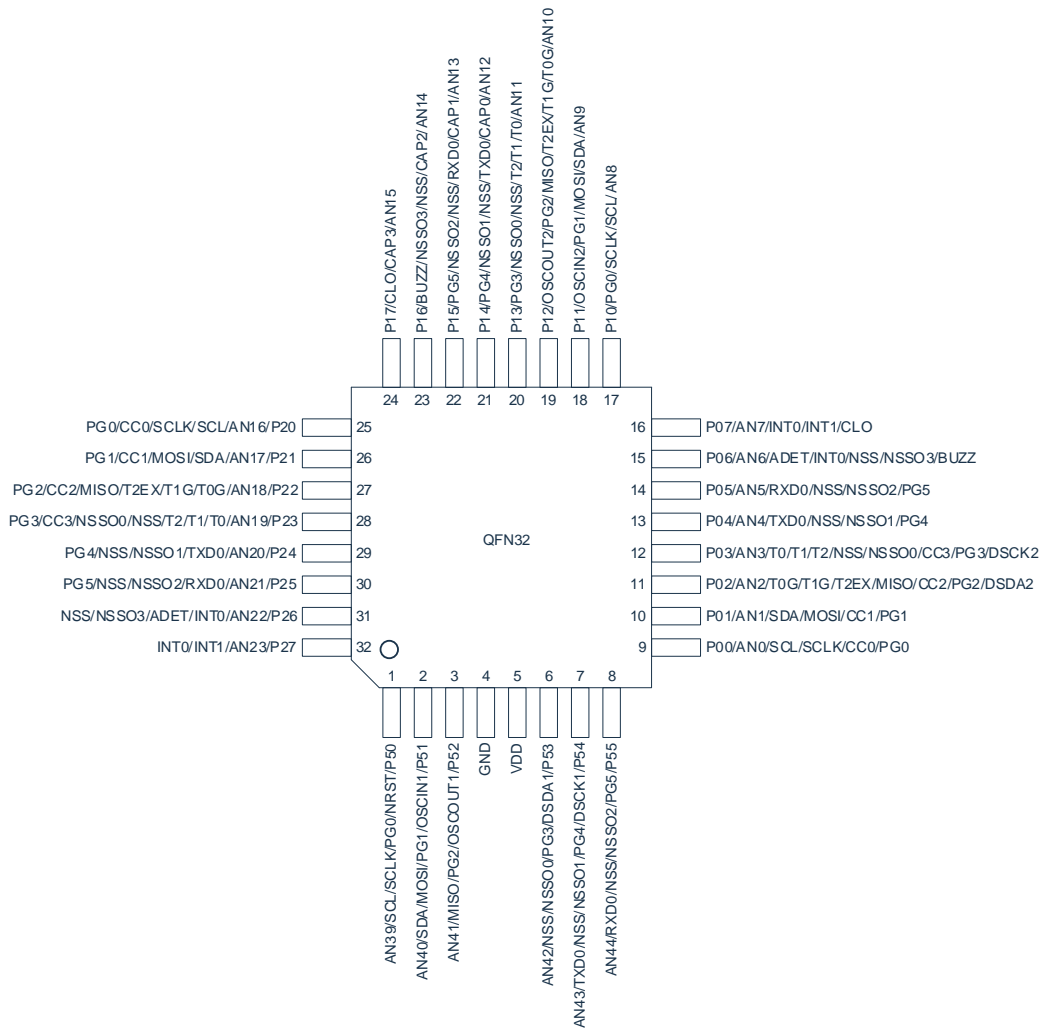 P17/CLO/CAP3/AN15
P16/BUZZ/NSSO3/NSS/CAP2/AN14
P15/PG5/NSSO2/NSS/RXD0/CAP1/AN13
P14/PG4/NSSO1/NSS/TXD0/CAP0/AN12
P13/PG3/NSSO0/NSS/T2/T1/T0/AN11
P12/OSCOUT2/PG2/MISO/T2EX/T1G/T0G/AN10
P11/OSCIN2/PG1/MOSI/SDA/AN9
P10/PG0/SCLK/SCL/AN8
24 23 22 21 20 19 18 17
PG0/CC0/SCLK/SCL/AN16/P20 25
PG1/CC1/MOSI/SDA/AN17/P21 26
PG2/CC2/MISO/T2EX/T1G/T0G/AN18/P22 27
PG3/CC3/NSSO0/NSS/T2/T1/T0/AN19/P23 28
PG4/NSS/NSSO1/TXD0/AN20/P24 29
PG5/NSS/NSSO2/RXD0/AN21/P25 30
NSS/NSSO3/ADET/INT0/AN22/P26 31
INT0/INT1/AN23/P27 32
QFN32
16 P07/AN7/INT0/INT1/CLO
15 P06/AN6/ADET/INT0/NSS/NSSO3/BUZZ
14 P05/AN5/RXD0/NSS/NSSO2/PG5
13 P04/AN4/TXD0/NSS/NSSO1/PG4
12 P03/AN3/T0/T1/T2/NSS/NSSO0/CC3/PG3/DSCK2
11 P02/AN2/T0G/T1G/T2EX/MISO/CC2/PG2/DSDA2
10 P01/AN1/SDA/MOSI/CC1/PG1
9 P00/AN0/SCL/SCLK/CC0/PG0
1 2 3 4 5 6 7 8
AN39/SCL/SCLK/PG0/NRST/P50
AN40/SDA/MOSI/PG1/OSCIN1/P51
AN41/MISO/PG2/OSCOUT1/P52
GND
VDD
AN42/NSS/NSSO0/PG3/DSDA1/P53
AN43/TXD0/NSS/NSSO1/PG4/DSCK1/P54
AN44/RXD0/NSS/NSSO2/PG5/P55